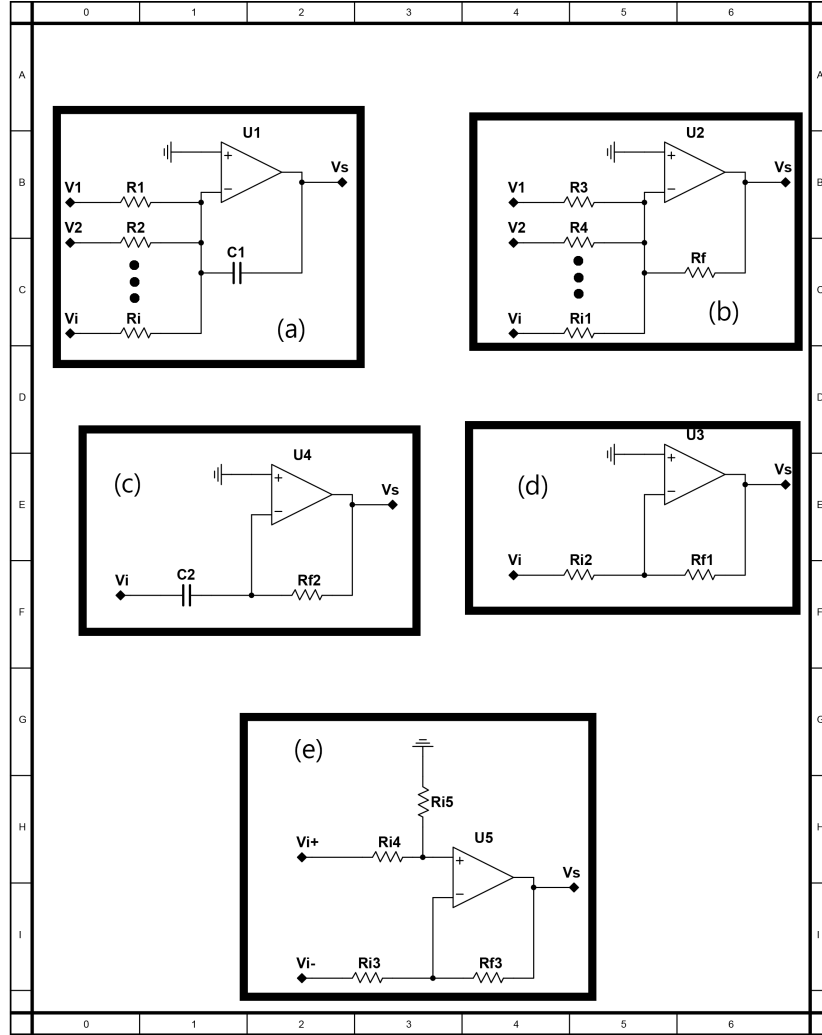 0 1 2 3 4 5 6
A A
U1 U2
B Vs Vs B
V1 R1 V1 R3
V2 R2 V2 R4
C1 Rf
C C
Vi Ri (a) Vi Ri1 (b)
D D
U4 U3
(c) Vs (d) Vs
E E
Vi C2 Rf2 Vi Ri2 Rf1
F F
G G
(e)
Ri5
H Vi+ Ri4 U5 H
Vs
I I
Vi- Ri3 Rf3
0 1 2 3 4 5 6